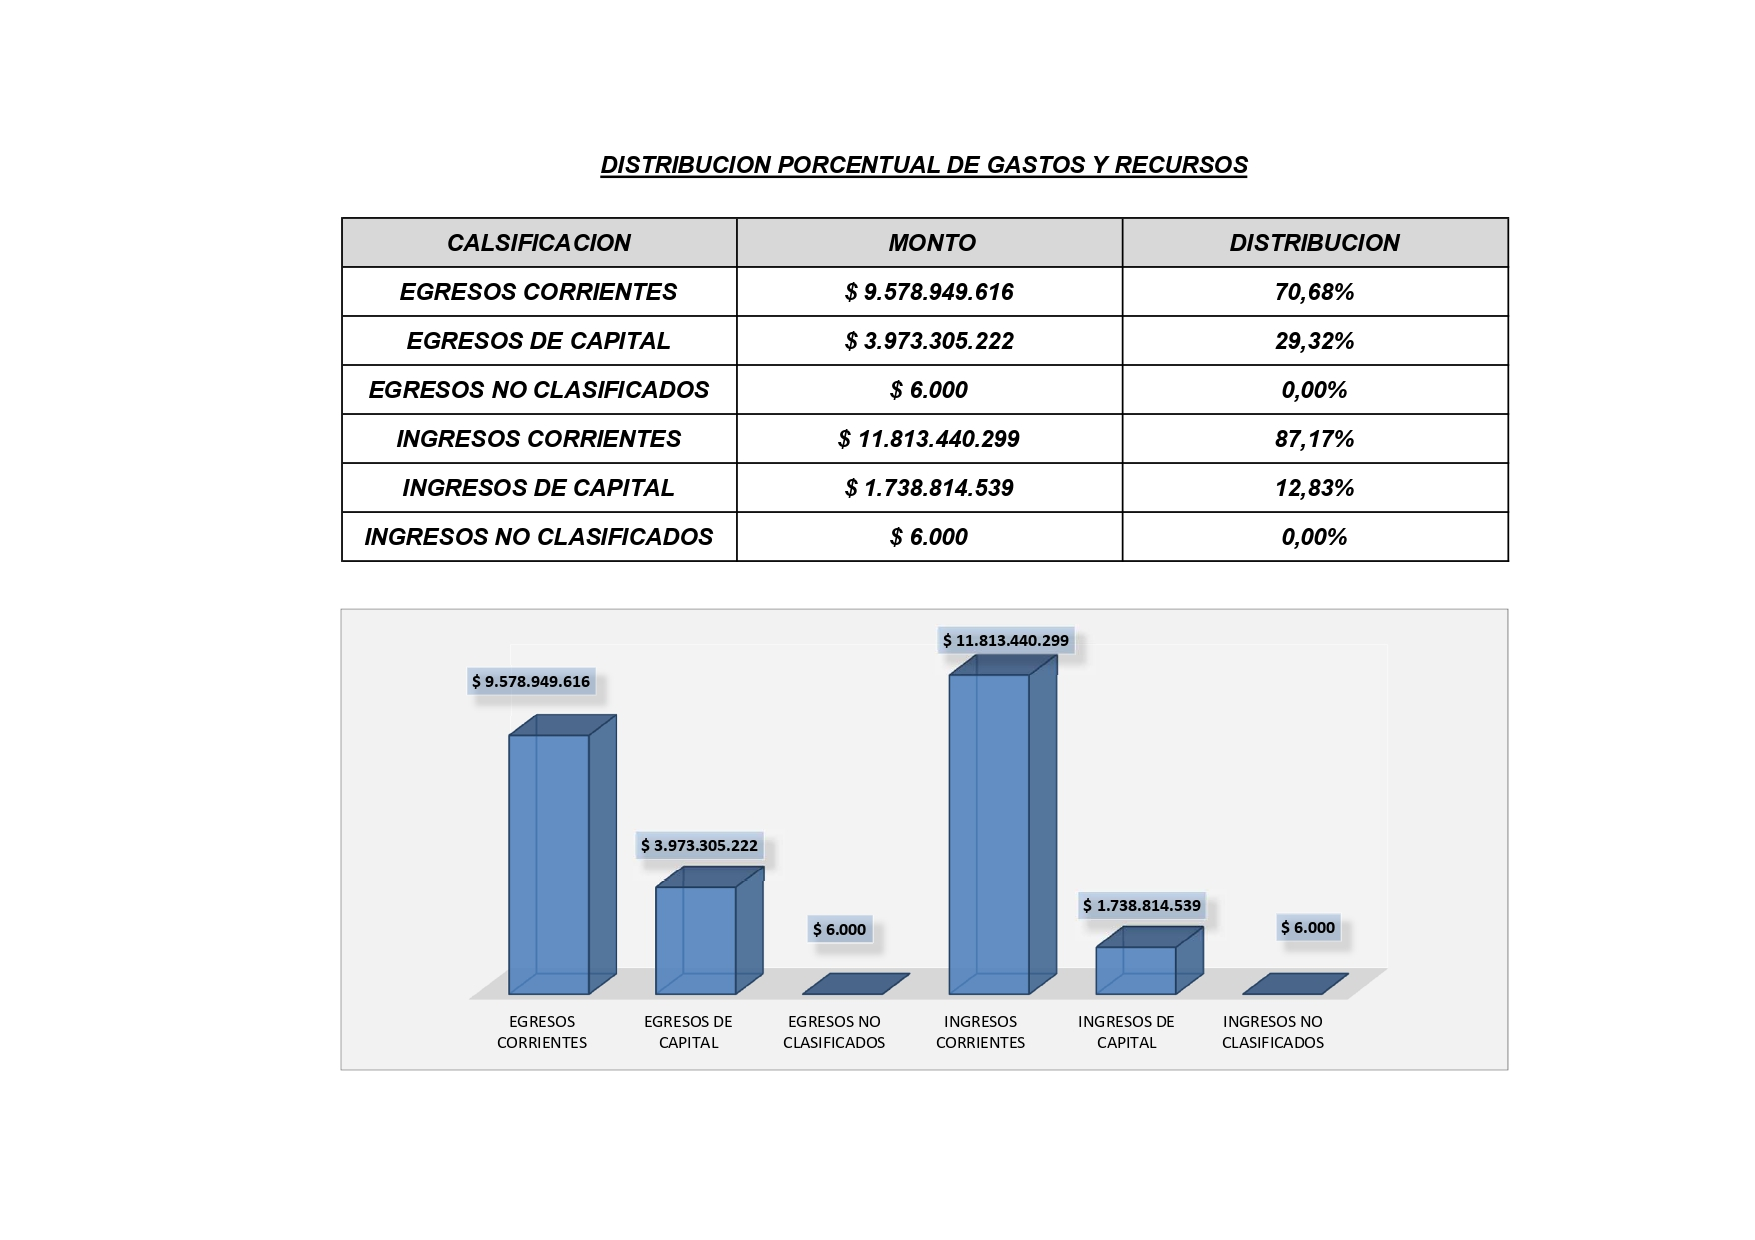 DISTRIBUCION PORCENTUAL DE GASTOS Y RECURSOS
CALSIFICACION MONTO DISTRIBUCION
EGRESOS CORRIENTES $ 9.578.949.616 70,68%
EGRESOS DE CAPITAL $ 3.973.305.222 29,32%
EGRESOS NO CLASIFICADOS $ 6.000 0,00%
INGRESOS CORRIENTES $ 11.813.440.299 87,17%
INGRESOS DE CAPITAL $ 1.738.814.539 12,83%
INGRESOS NO CLASIFICADOS $ 6.000 0,00%
$ 11.813.440.299
$ 9.578.949.616
$ 3.973.305.222
$ 1.738.814.539
$ 6.000
$ 6.000
EGRESOS
CORRIENTES
EGRESOS DE
CAPITAL
EGRESOS NO
CLASIFICADOS
INGRESOS
CORRIENTES
INGRESOS DE
CAPITAL
INGRESOS NO
CLASIFICADOS